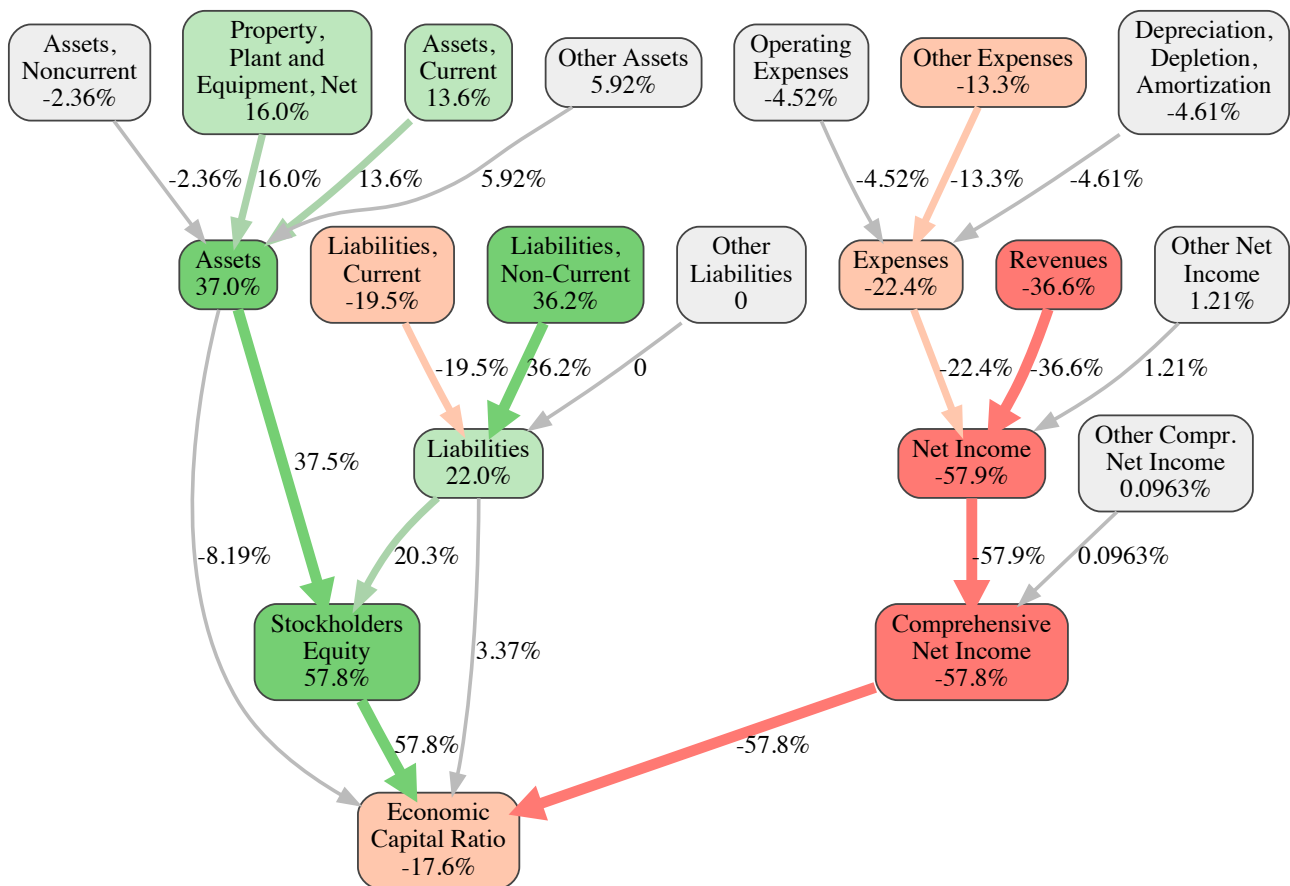 Assets,
Noncurrent
-2.36%
Property,
Plant and
Equipment, Net
16.0%
Assets,
Current
13.6%
Other Assets
5.92%
Operating
Expenses
-4.52%
Other Expenses
-13.3%
Depreciation,
Depletion,
Amortization
-4.61%
-2.36%
16.0%
13.6%
5.92%
-4.52%
-13.3%
-4.61%
Assets
37.0%
Liabilities,
Current
-19.5%
Liabilities,
Non-Current
36.2%
Other
Liabilities
0
Expenses
-22.4%
Revenues
-36.6%
Other Net
Income
1.21%
-19.5%
36.2%
0
-22.4%
-36.6%
1.21%
Liabilities
22.0%
Net Income
-57.9%
Other Compr.
Net Income
0.0963%
37.5%
-8.19%
20.3%
-57.9%
0.0963%
Stockholders
Equity
57.8%
3.37%
Comprehensive
Net Income
-57.8%
57.8%
-57.8%
Economic
Capital Ratio
-17.6%